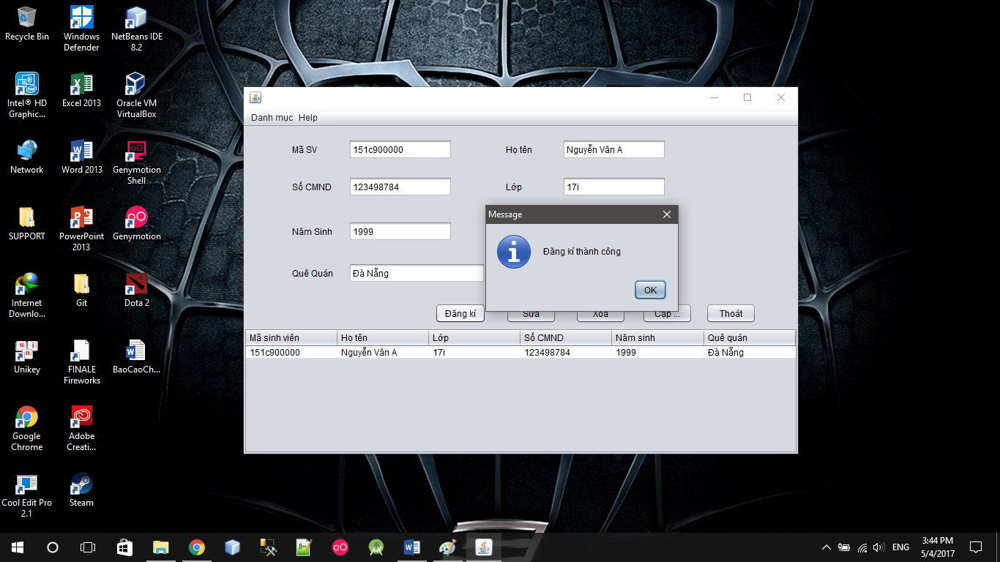 Recycle Bin
Windows
Defender
NetBeans IDE
8.2
Intel® HD
Graphic...
Excel 2013
Oracle VM
VirtualBox
Network
Word 2013
Genymotion
Shell
SUPPORT
PowerPoint
2013
Genymotion
Internet
Downlo...
Git
Dota 2
Unikey
FINALE
Fireworks
BaoCaoCh...
Google
Chrome
Adobe
Creati...
Cool Edit Pro
2.1
Steam
Danh mục Help
Mã SV 151c900000 Họ tên Nguyễn Văn A
Số CMND 123498784 Lớp 17i
Năm Sinh 1999
Quê Quán Đà Nẵng
Message
Đăng kí thành công
OK
Đăng kí Sửa Xóa Cập ... Thoát
Mã sinh viên Họ tên Lớp Số CMND Năm sinh Quê quán
151c900000 Nguyễn Văn A 17i 123498784 1999 Đà Nẵng
ENG
3:44 PM
5/4/2017